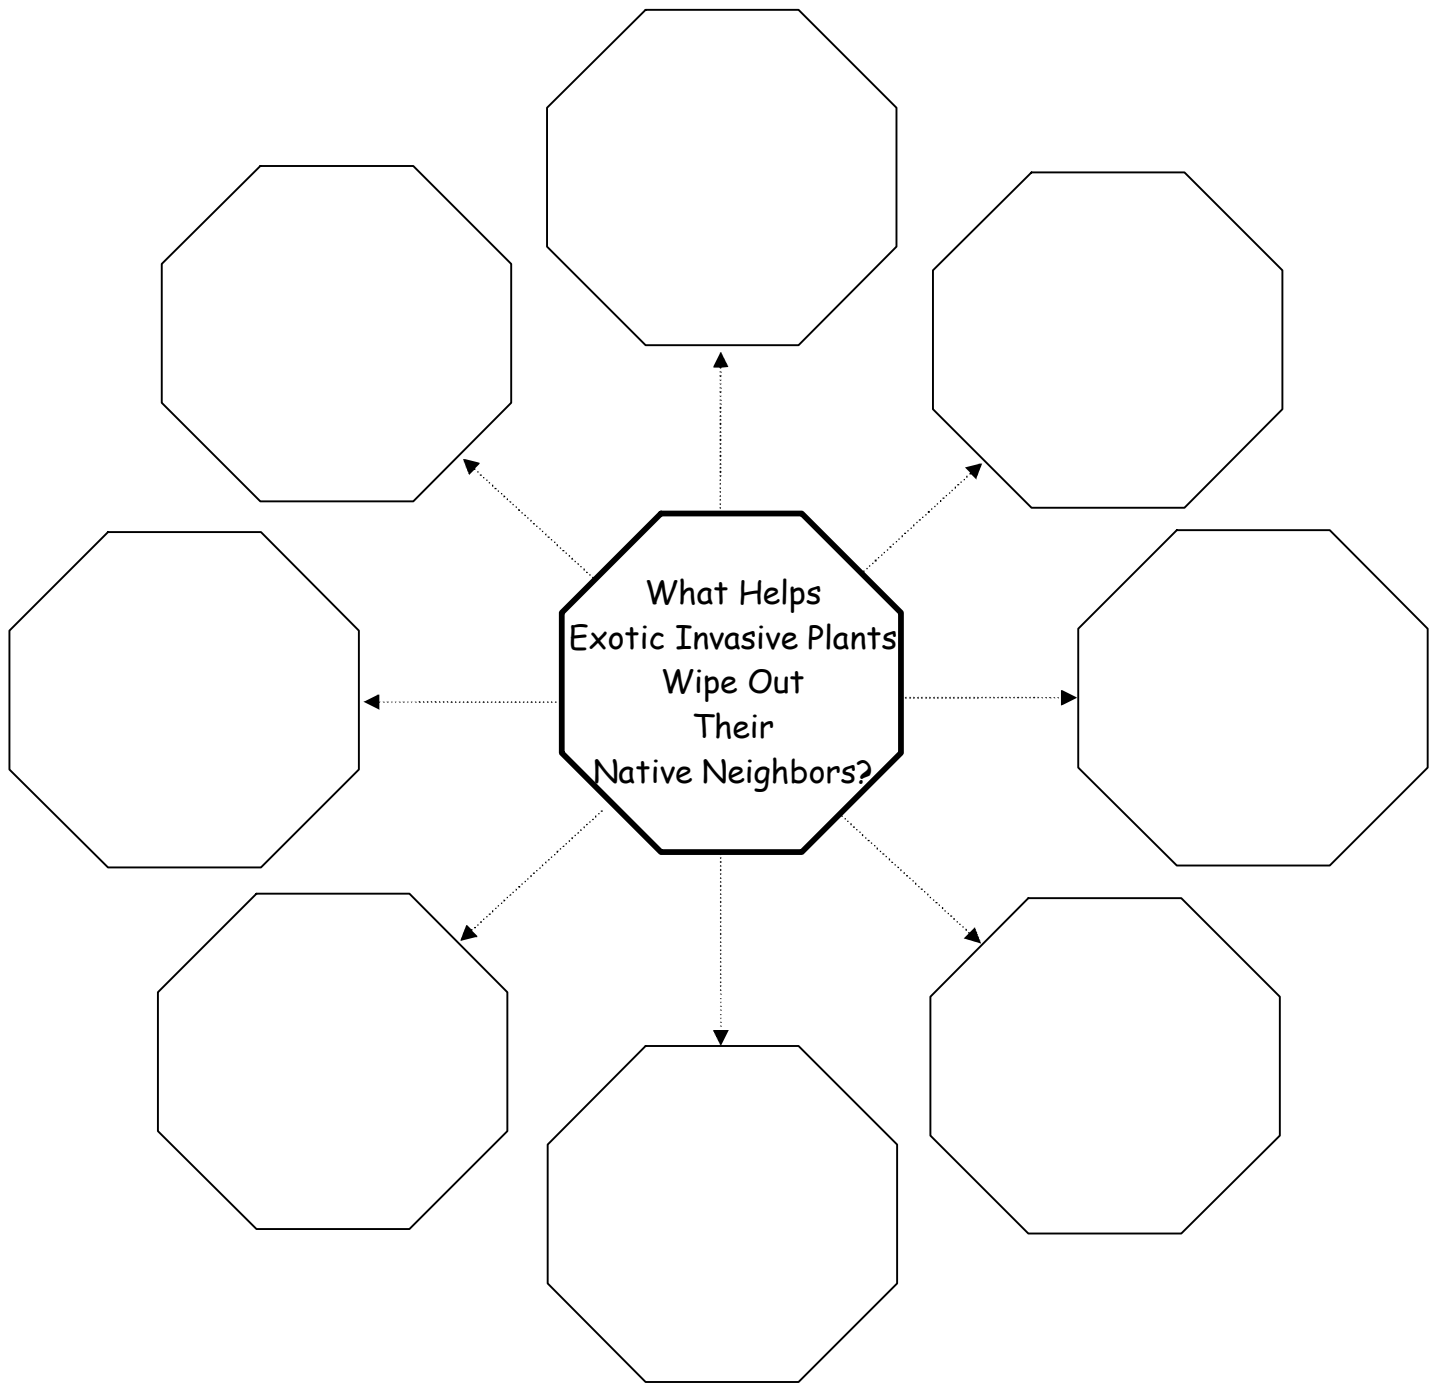 What Helps
Exotic Invasive Plants
Wipe Out
Their
Native Neighbors?